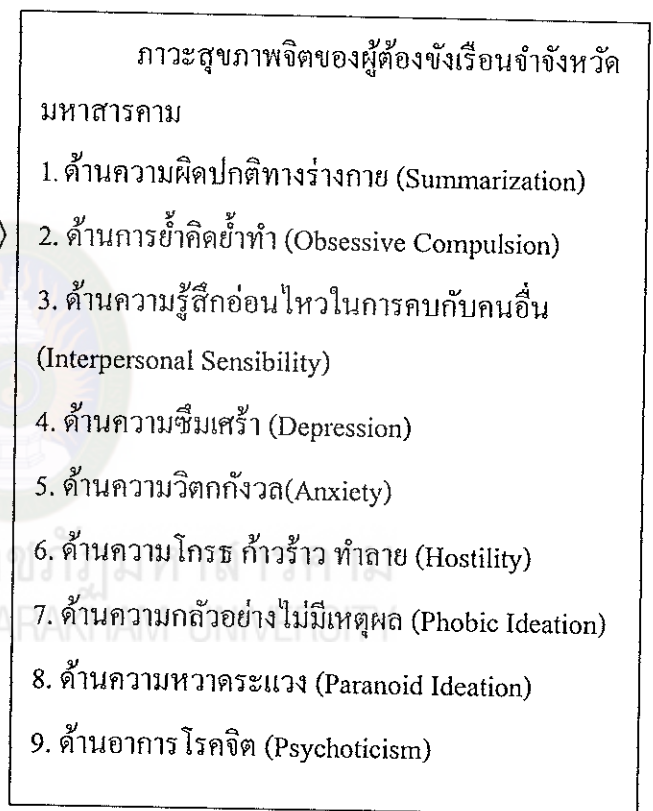 ภาวะสุขภาพจิตของผู้ต้องขังเรือนจำจังหวัด
มหาสารคาม
1. ด้านความผิดปกติทางร่างกาย (Summarization)
2. ด้านการย้ำคิดย้ำทำ (Obsessive Compulsion)
3. ด้านความรู้สึกอ่อนไหวในการคบกับคนอื่น
(Interpersonal Sensibility)
4. ด้านความซึมเศร้า (Depression)
5. ด้านความวิตกกังวล(Anxiety)
6. ด้านความโกรธ ก้าวร้าว ทำลาย (Hostility)
7. ด้านความกลัวอย่างไม่มีเหตุผล (Phobic Ideation)
8. ด้านความหวาดระแวง (Paranoid Ideation)
9. ด้านอาการโรคจิต (Psychoticism)